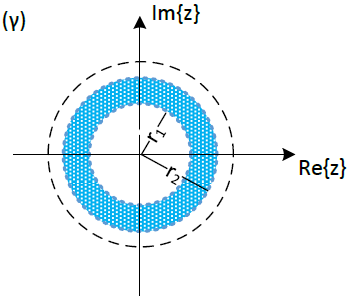 (γ)
Im{z}
r1
r2
Re{z}